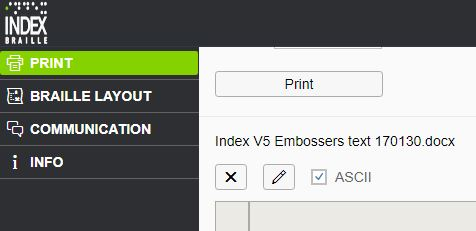 INDEX
BRAILLE
PRINT
BRAILLE LAYOUT
COMMUNICATION
INFO
Print
Index V5 Embossers text 170130.docx
ASCII